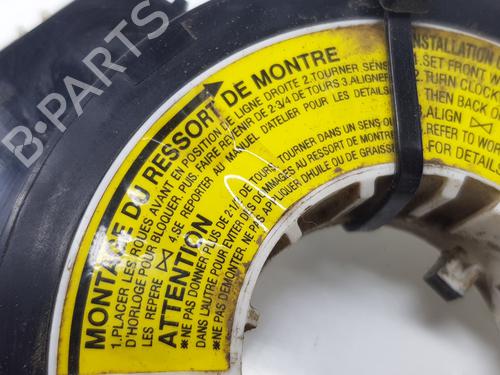 MONTAGE DU RESSORT DE MONTRE
1.PLACER LES ROUES AVANT EN POSITION DE LIGNE DROITE 2.TOURNER SENS
D'HORLOGE POUR BLOQUER, PUIS FAIRE REVENIR DE 2-3/4 DE TOURS 3.ALIGNER
LES REPERE 4.SE REPORTER AU MANUEL D'ATELIER POUR LES DETAILS
ATTENTION
※NE PAS DONNER PLUS DE 2- DE TOURS. TOURNER DANS UN SENS OU
DANS L'AUTRE POUR EVITER DES DOMMAGES AU RESSORT DE MONTRE
※NE PAS DEMONTER. NE PAS APPLIQUER D'HUILE OU DE GRAISSE
INSTALLATION
1.SET FRONT
2.TURN CLOCK
THEN BACK
ALIGN
4.REFER TO WOR
FOR DETAILS
B-PARTS